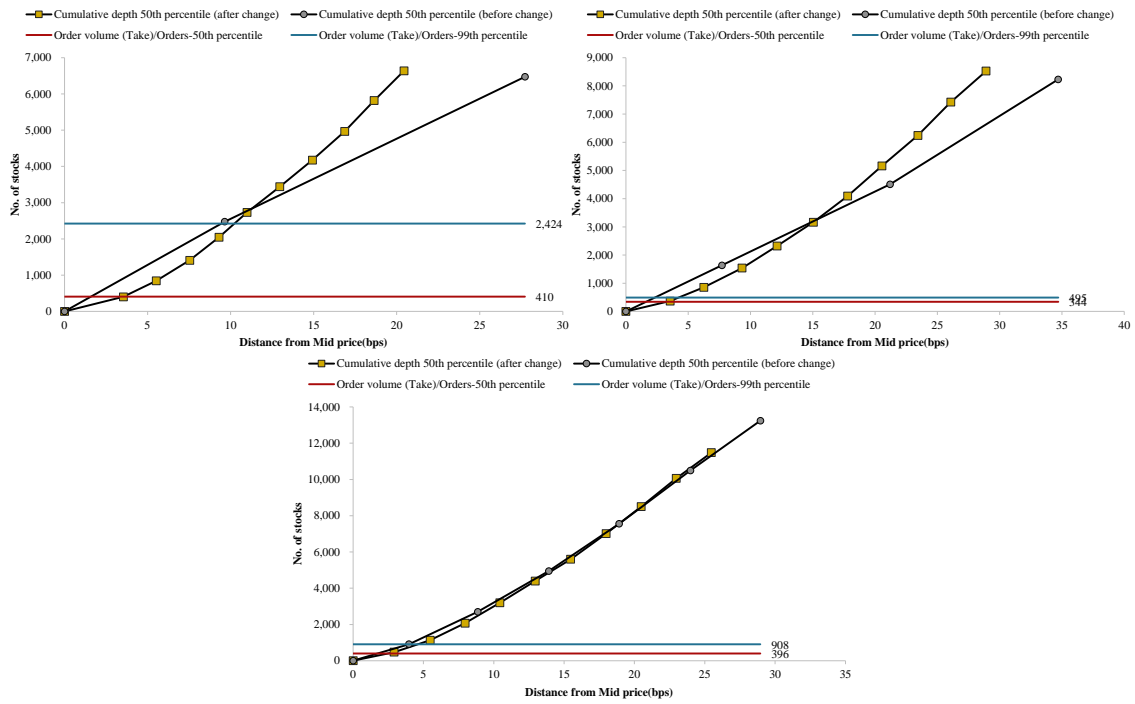 Cumulative depth 50th percentile (after change) Cumulative depth 50th percentile (before change)
Order volume (Take)/Orders-50th percentile Order volume (Take)/Orders-99th percentile
7,000
6,000
5,000
4,000
3,000
2,000
1,000
0
No. of stocks
2,424
410
0 5 10 15 20 25 30
Distance from Mid price(bps)
Cumulative depth 50th percentile (after change) Cumulative depth 50th percentile (before change)
Order volume (Take)/Orders-50th percentile Order volume (Take)/Orders-99th percentile
9,000
8,000
7,000
6,000
5,000
4,000
3,000
2,000
1,000
0
No. of stocks
495
344
0 5 10 15 20 25 30 35 40
Distance from Mid price(bps)
Cumulative depth 50th percentile (after change) Cumulative depth 50th percentile (before change)
Order volume (Take)/Orders-50th percentile Order volume (Take)/Orders-99th percentile
14,000
12,000
10,000
8,000
6,000
4,000
2,000
0
No. of stocks
908
396
0 5 10 15 20 25 30 35
Distance from Mid price(bps)